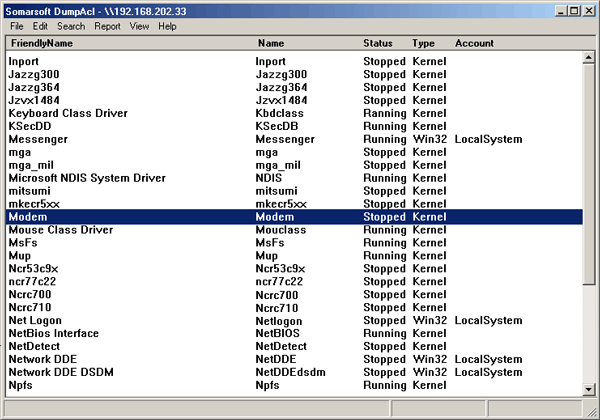 Somarsoft DumpAcl - \\192.168.202.33
File Edit Search Report View Help
FriendlyName Name Status Type Account
Inport Inport Stopped Kernel
Jazzg300 Jazzg300 Stopped Kernel
Jazzg364 Jazzg364 Stopped Kernel
Jzvx1484 Jzvx1484 Stopped Kernel
Keyboard Class Driver Kbdclass Ranning Kernel
KSecDD KSecDB Running Kernel
Messenger Messenger Running Win32 LocalSystem
mga mga Stopped Kernel
mga_mil mga_mil Stopped Kernel
Microsoft NDIS System Driver NDIS Running Kernel
mitsumi mitsumi Stopped Kernel
mkecr5xx mkecr5xx Stopped Kernel
Modem Modem Stopped Kernel
Mouse Class Driver Mouclass Running Kernel
MsFs MsFs Running Kernel
Mup Mup Running Kernel
Ncr53c9x Ncr53c9x Stopped Kernel
ncr77c22 ncr77c22 Stopped Kernel
Ncrc700 Ncrc700 Stopped Kernel
Ncrc710 Ncrc710 Stopped Kernel
Net Logon Netlogon Stopped Win32 LocalSystem
NetBios Interface NetBIOS Running Kernel
NetDetect NetDetect Stopped Kernel
Network DDE NetDDE Stopped Win32 LocalSystem
Network DDE DSDM NetDDEdsdm Stopped Win32 LocalSystem
Npfs Npfs Running Kernel